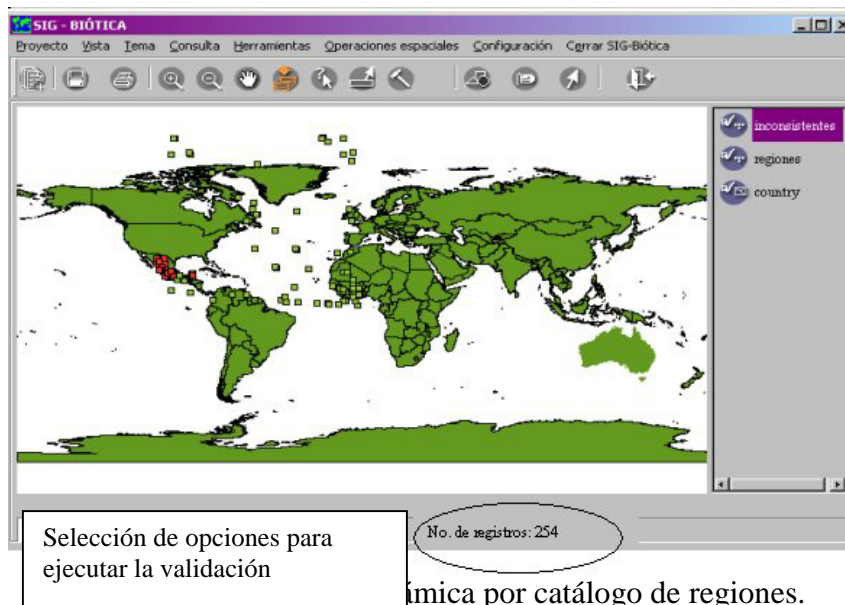 SIG - BIÓTICA
Proyecto Vista Tema Consulta Herramientas Operaciones espaciales Configuración Cerrar SIG-Biótica
inconsistentes
regiones
country
No. de registros: 254
Selección de opciones para
ejecutar la validación
ámica por catálogo de regiones.